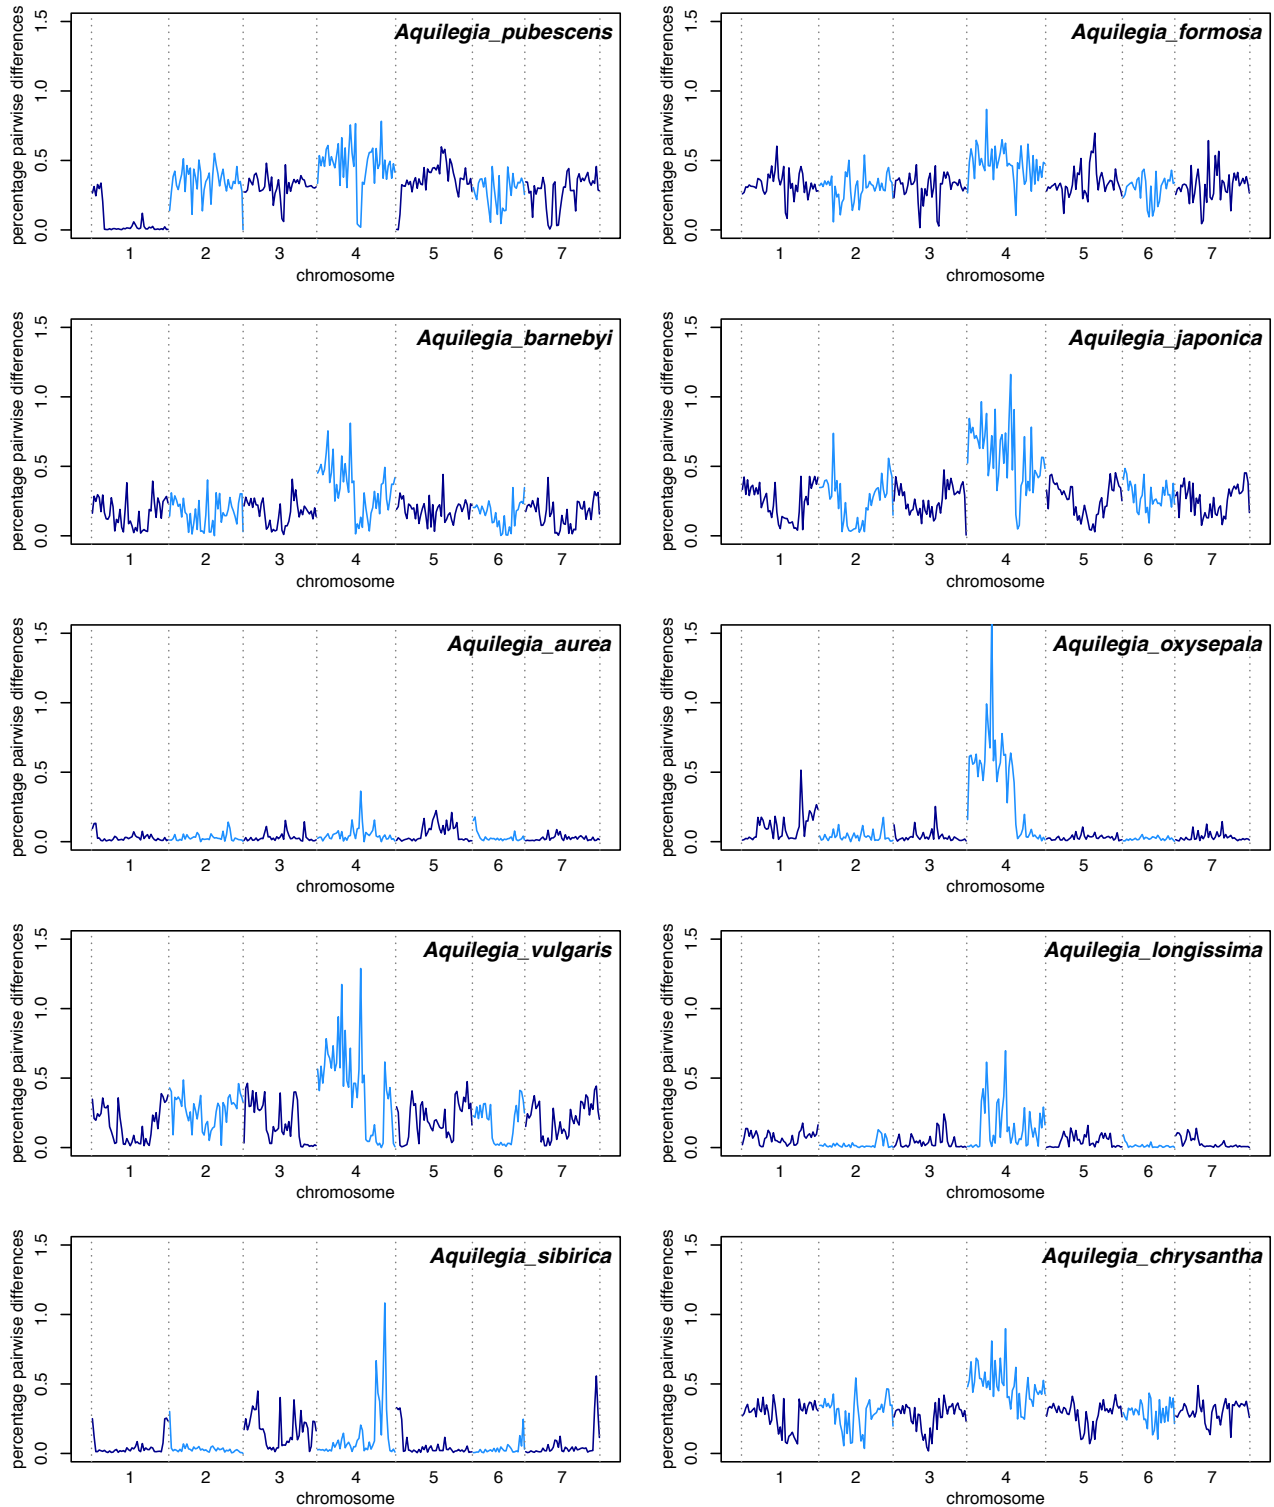 Aquilegia_pubescens
percentage pairwise differences
0.0 0.5 1.0 1.5
1 2 3 4 5 6 7
chromosome
Aquilegia_formosa
percentage pairwise differences
0.0 0.5 1.0 1.5
1 2 3 4 5 6 7
chromosome
Aquilegia_barnebyi
percentage pairwise differences
0.0 0.5 1.0 1.5
1 2 3 4 5 6 7
chromosome
Aquilegia_japonica
percentage pairwise differences
0.0 0.5 1.0 1.5
1 2 3 4 5 6 7
chromosome
Aquilegia_aurea
percentage pairwise differences
0.0 0.5 1.0 1.5
1 2 3 4 5 6 7
chromosome
Aquilegia_oxysepala
percentage pairwise differences
0.0 0.5 1.0 1.5
1 2 3 4 5 6 7
chromosome
Aquilegia_vulgaris
percentage pairwise differences
0.0 0.5 1.0 1.5
1 2 3 4 5 6 7
chromosome
Aquilegia_longissima
percentage pairwise differences
0.0 0.5 1.0 1.5
1 2 3 4 5 6 7
chromosome
Aquilegia_sibirica
percentage pairwise differences
0.0 0.5 1.0 1.5
1 2 3 4 5 6 7
chromosome
Aquilegia_chrysantha
percentage pairwise differences
0.0 0.5 1.0 1.5
1 2 3 4 5 6 7
chromosome